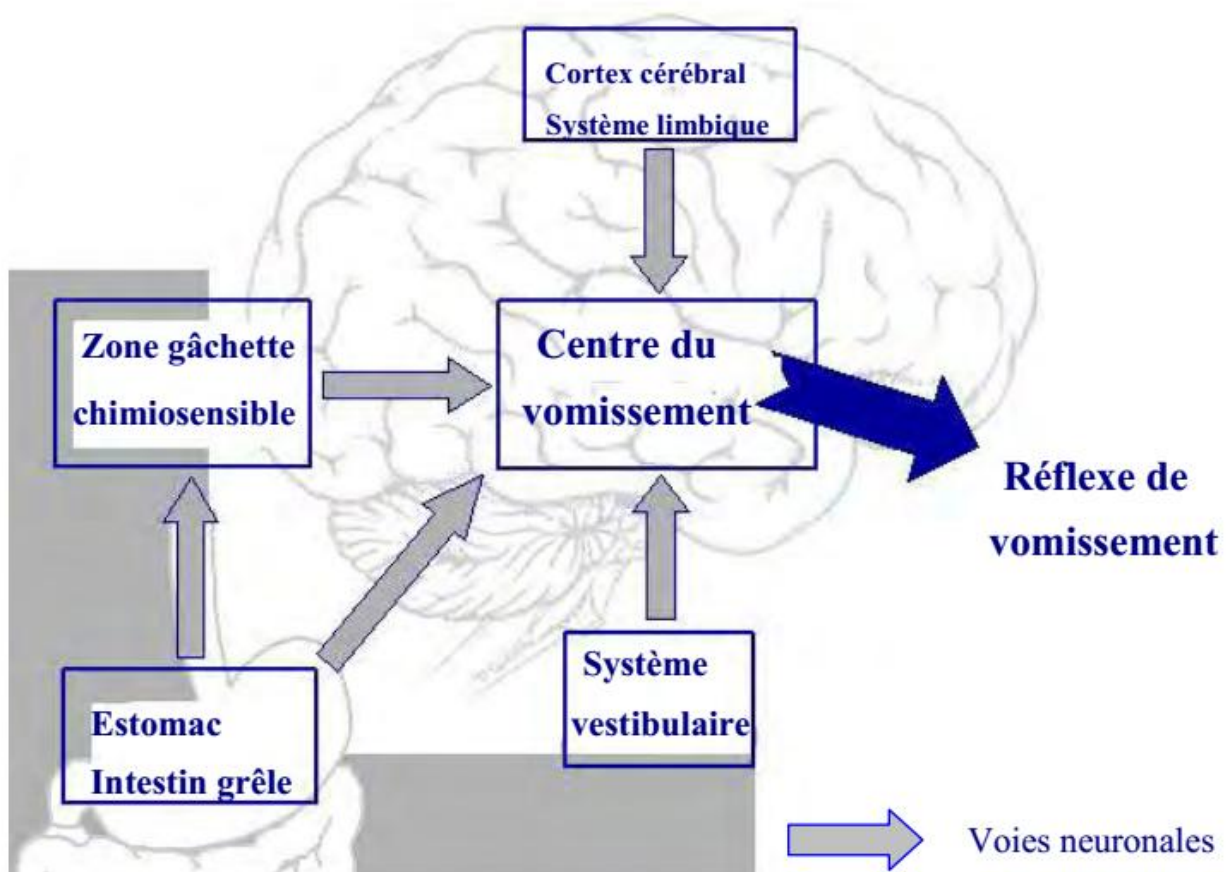 Cortex cérébral
Système limbique
Zone gâchette
chimiosensible
Centre du
vomissement
Réflexe de
vomissement
Estomac
Intestin grêle
Système
vestibulaire
Voies neuronales